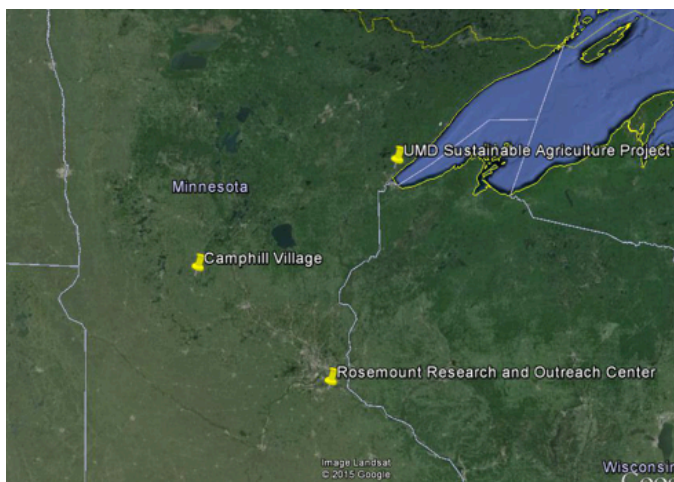 UMD Sustainable Agriculture Project
Minnesota
Camphill Village
Rosemount Research and Outreach Center
Image Landsat
© 2015 Google
Wisconsin